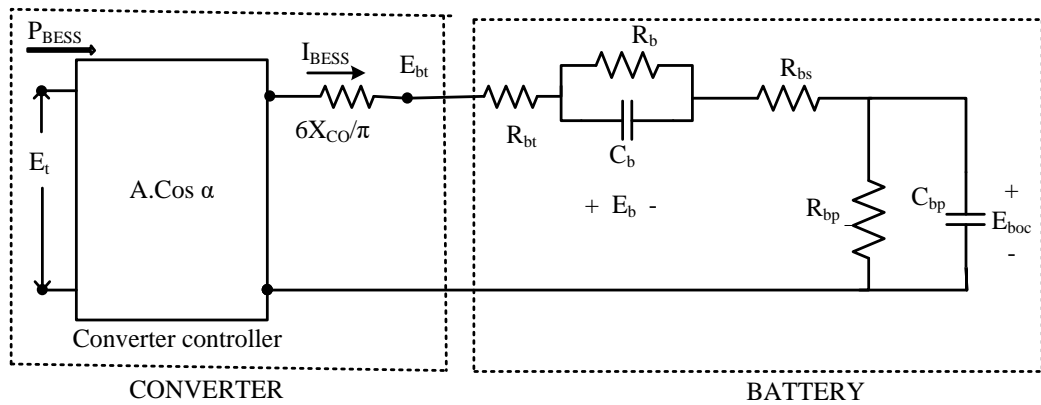 P_BESS
I_BESS
E_bt
R_b
R_bs
6X_CO/π
R_bt
C_b
E_t
A.Cos α
+ E_b -
R_bp
C_bp
+
E_boc
-
Converter controller
CONVERTER
BATTERY